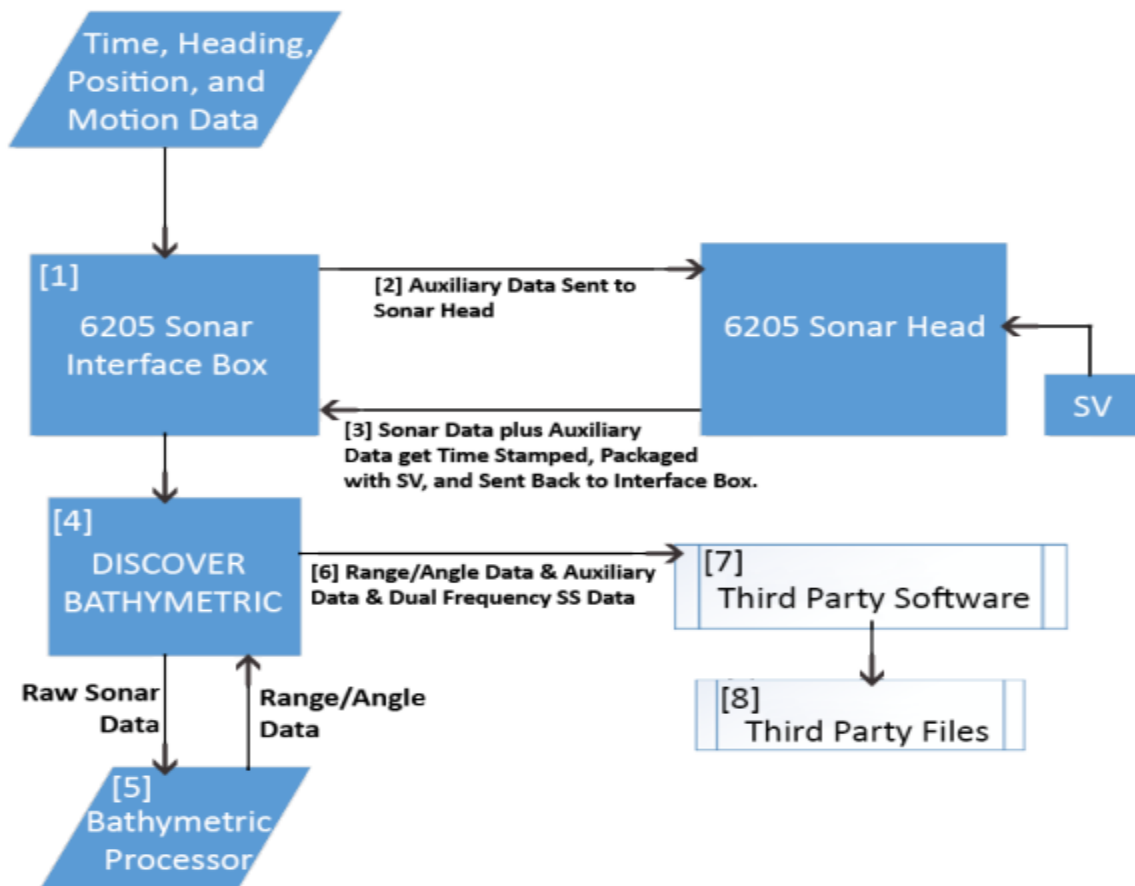 Time, Heading,
Position, and
Motion Data
[1]
6205 Sonar
Interface Box
[2] Auxiliary Data Sent to
Sonar Head
6205 Sonar Head
SV
[3] Sonar Data plus Auxiliary
Data get Time Stamped, Packaged
with SV, and Sent Back to Interface Box.
[4]
DISCOVER
BATHYMETRIC
[6] Range/Angle Data & Auxiliary
Data & Dual Frequency SS Data
[7]
Third Party Software
[8]
Third Party Files
Raw Sonar
Data
Range/Angle
Data
[5]
Bathymetric
Processor